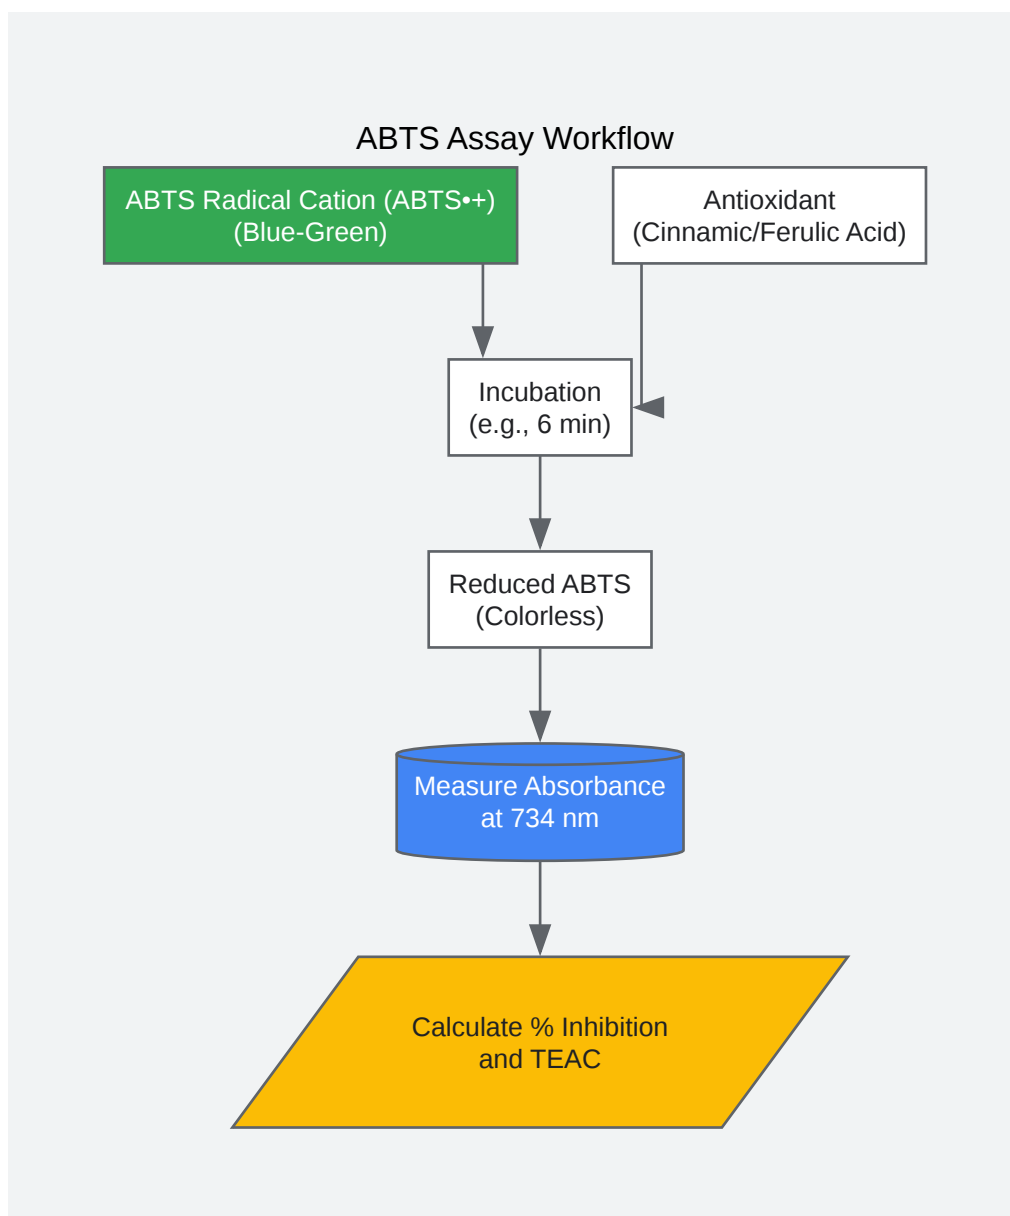 ABTS Assay Workflow
ABTS Radical Cation (ABTS•+)
(Blue-Green)
Antioxidant
(Cinnamic/Ferulic Acid)
Incubation
(e.g., 6 min)
Reduced ABTS
(Colorless)
Measure Absorbance
at 734 nm
Calculate % Inhibition
and TEAC